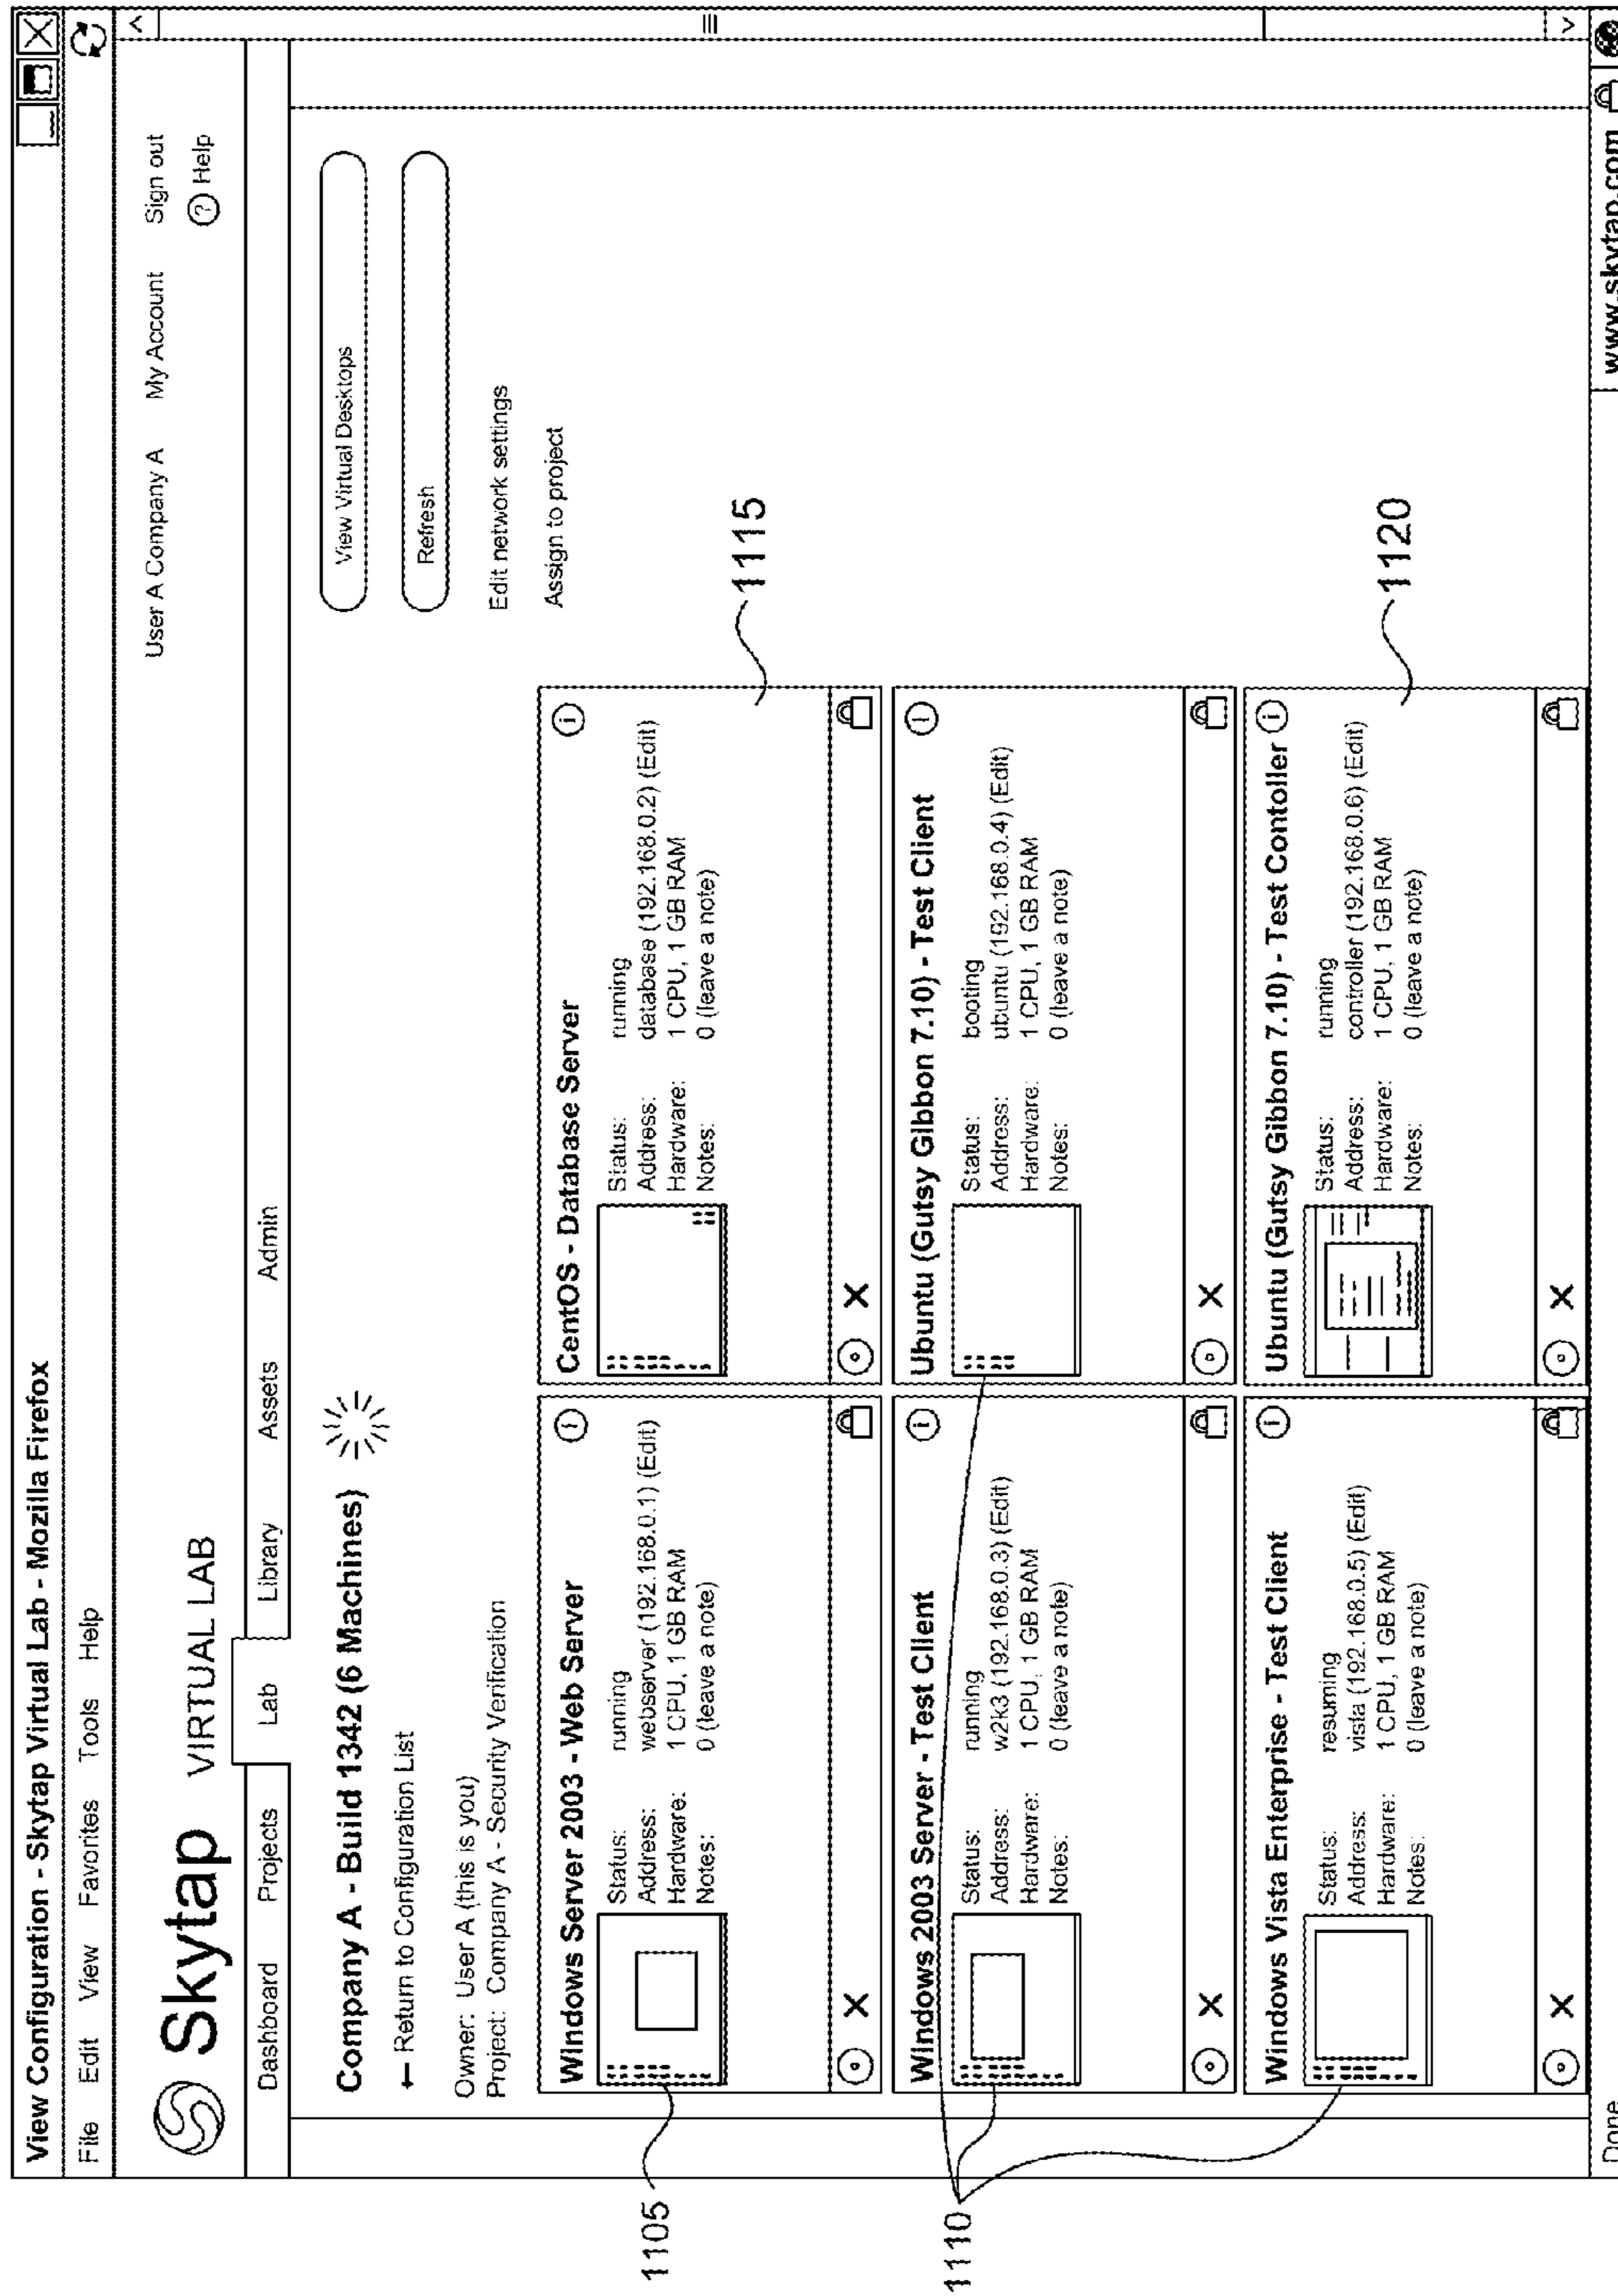 View Configuration - Skytap Virtual Lab - Mozilla Firefox
File Edit View Favorites Tools Help
User A Company A My Account Sign out
Skytap VIRTUAL LAB
? Help
Dashboard Projects Lab Library Assets Admin
Company A - Build 1342 (6 Machines)
← Return to Configuration List
Owner: User A (this is you)
Project: Company A - Security Verification
View Virtual Desktops
Refresh
Edit network settings
Assign to project
Windows Server 2003 - Web Server
Status: running
Address: webserver (192.168.0.1) (Edit)
Hardware: 1 CPU, 1 GB RAM
Notes: 0 (leave a note)
1105
CentOS - Database Server
Status: running
Address: database (192.168.0.2) (Edit)
Hardware: 1 CPU, 1 GB RAM
Notes: 0 (leave a note)
1115
Windows 2003 Server - Test Client
Status: running
Address: w2k3 (192.168.0.3) (Edit)
Hardware: 1 CPU, 1 GB RAM
Notes: 0 (leave a note)
1110
Ubuntu (Gutsy Gibbon 7.10) - Test Client
Status: booting
Address: ubuntu (192.168.0.4) (Edit)
Hardware: 1 CPU, 1 GB RAM
Notes: 0 (leave a note)
Windows Vista Enterprise - Test Client
Status: resuming
Address: vista (192.168.0.5) (Edit)
Hardware: 1 CPU, 1 GB RAM
Notes: 0 (leave a note)
Ubuntu (Gutsy Gibbon 7.10) - Test Contoller
Status: running
Address: controller (192.168.0.6) (Edit)
Hardware: 1 CPU, 1 GB RAM
Notes: 0 (leave a note)
1120
Done
www.skytap.com